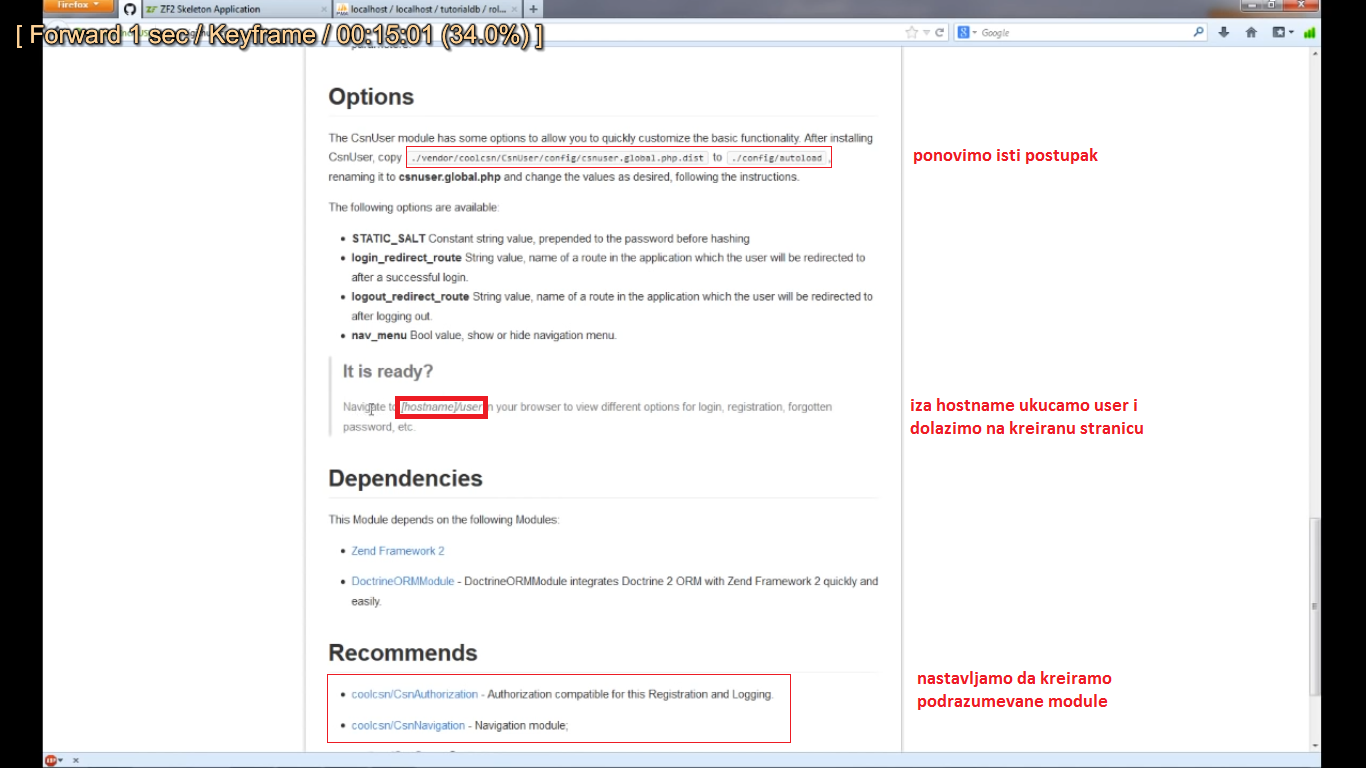 Firefox
ZF2 Skeleton Application
localhost / localhost / tutorialdb / rol...
[ Forward 1 sec / Keyframe / 00:15:01 (34.0%) ]
Google
parameters.
Options
The CsnUser module has some options to allow you to quickly customize the basic functionality. After installing
CsnUser, copy ./vendor/coolcsn/CsnUser/config/csnuser.global.php.dist to ./config/autoload ,
ponovimo isti postupak
renaming it to csnuser.global.php and change the values as desired, following the instructions.
The following options are available:
• STATIC_SALT Constant string value, prepended to the password before hashing
• login_redirect_route String value, name of a route in the application which the user will be redirected to
after a successful login.
• logout_redirect_route String value, name of a route in the application which the user will be redirected to
after logging out.
• nav_menu Bool value, show or hide navigation menu.
It is ready?
Navigate to [hostname]/user in your browser to view different options for login, registration, forgotten
password, etc.
iza hostname ukucamo user i
dolazimo na kreiranu stranicu
Dependencies
This Module depends on the following Modules:
• Zend Framework 2
• DoctrineORMModule - DoctrineORMModule integrates Doctrine 2 ORM with Zend Framework 2 quickly and
easily.
Recommends
• coolcsn/CsnAuthorization - Authorization compatible for this Registration and Logging.
• coolcsn/CsnNavigation - Navigation module;
nastavljamo da kreiramo
podrazumevane module